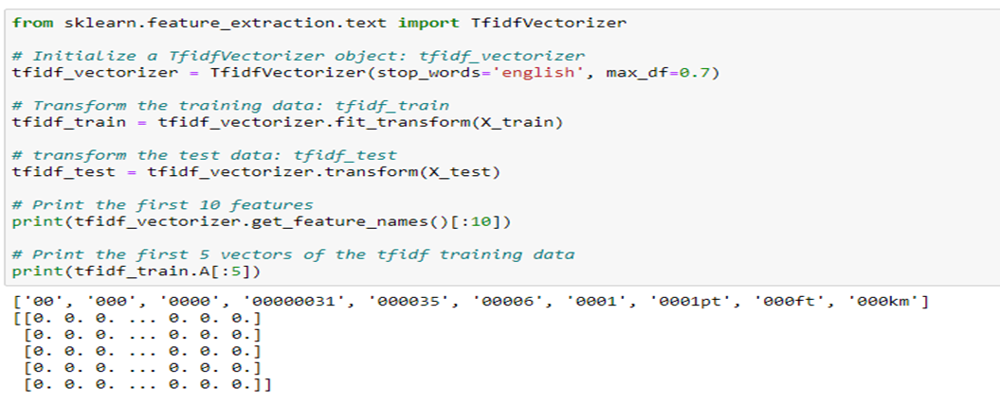 from sklearn.feature_extraction.text import TfidfVectorizer
# Initialize a TfidfVectorizer object: tfidf_vectorizer
tfidf_vectorizer = TfidfVectorizer(stop_words='english', max_df=0.7)
# Transform the training data: tfidf_train
tfidf_train = tfidf_vectorizer.fit_transform(X_train)
# transform the test data: tfidf_test
tfidf_test = tfidf_vectorizer.transform(X_test)
# Print the first 10 features
print(tfidf_vectorizer.get_feature_names()[:10])
# Print the first 5 vectors of the tfidf training data
print(tfidf_train.A[:5])
['00', '000', '0000', '00000031', '000035', '00006', '0001', '0001pt', '000ft', '000km']
[[0. 0. 0. ... 0. 0. 0.]
[0. 0. 0. ... 0. 0. 0.]
[0. 0. 0. ... 0. 0. 0.]
[0. 0. 0. ... 0. 0. 0.]
[0. 0. 0. ... 0. 0. 0.]]